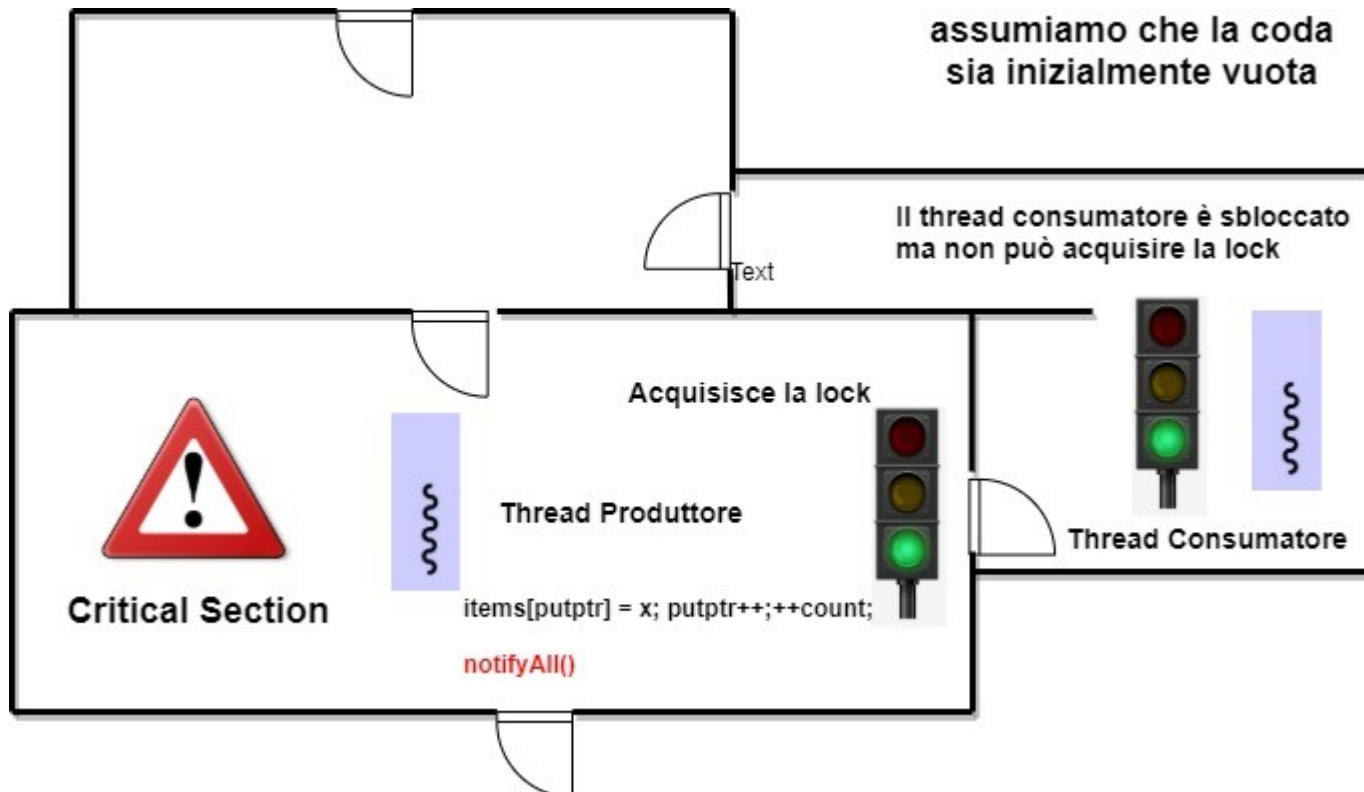 assumiamo che la coda
sia inizialmente vuota
Il thread consumatore è sbloccato
ma non può acquisire la lock
Text
Acquisisce la lock
Thread Produttore
Thread Consumatore
Critical Section
items[putptr] = x; putptr++;++count;
notifyAll()